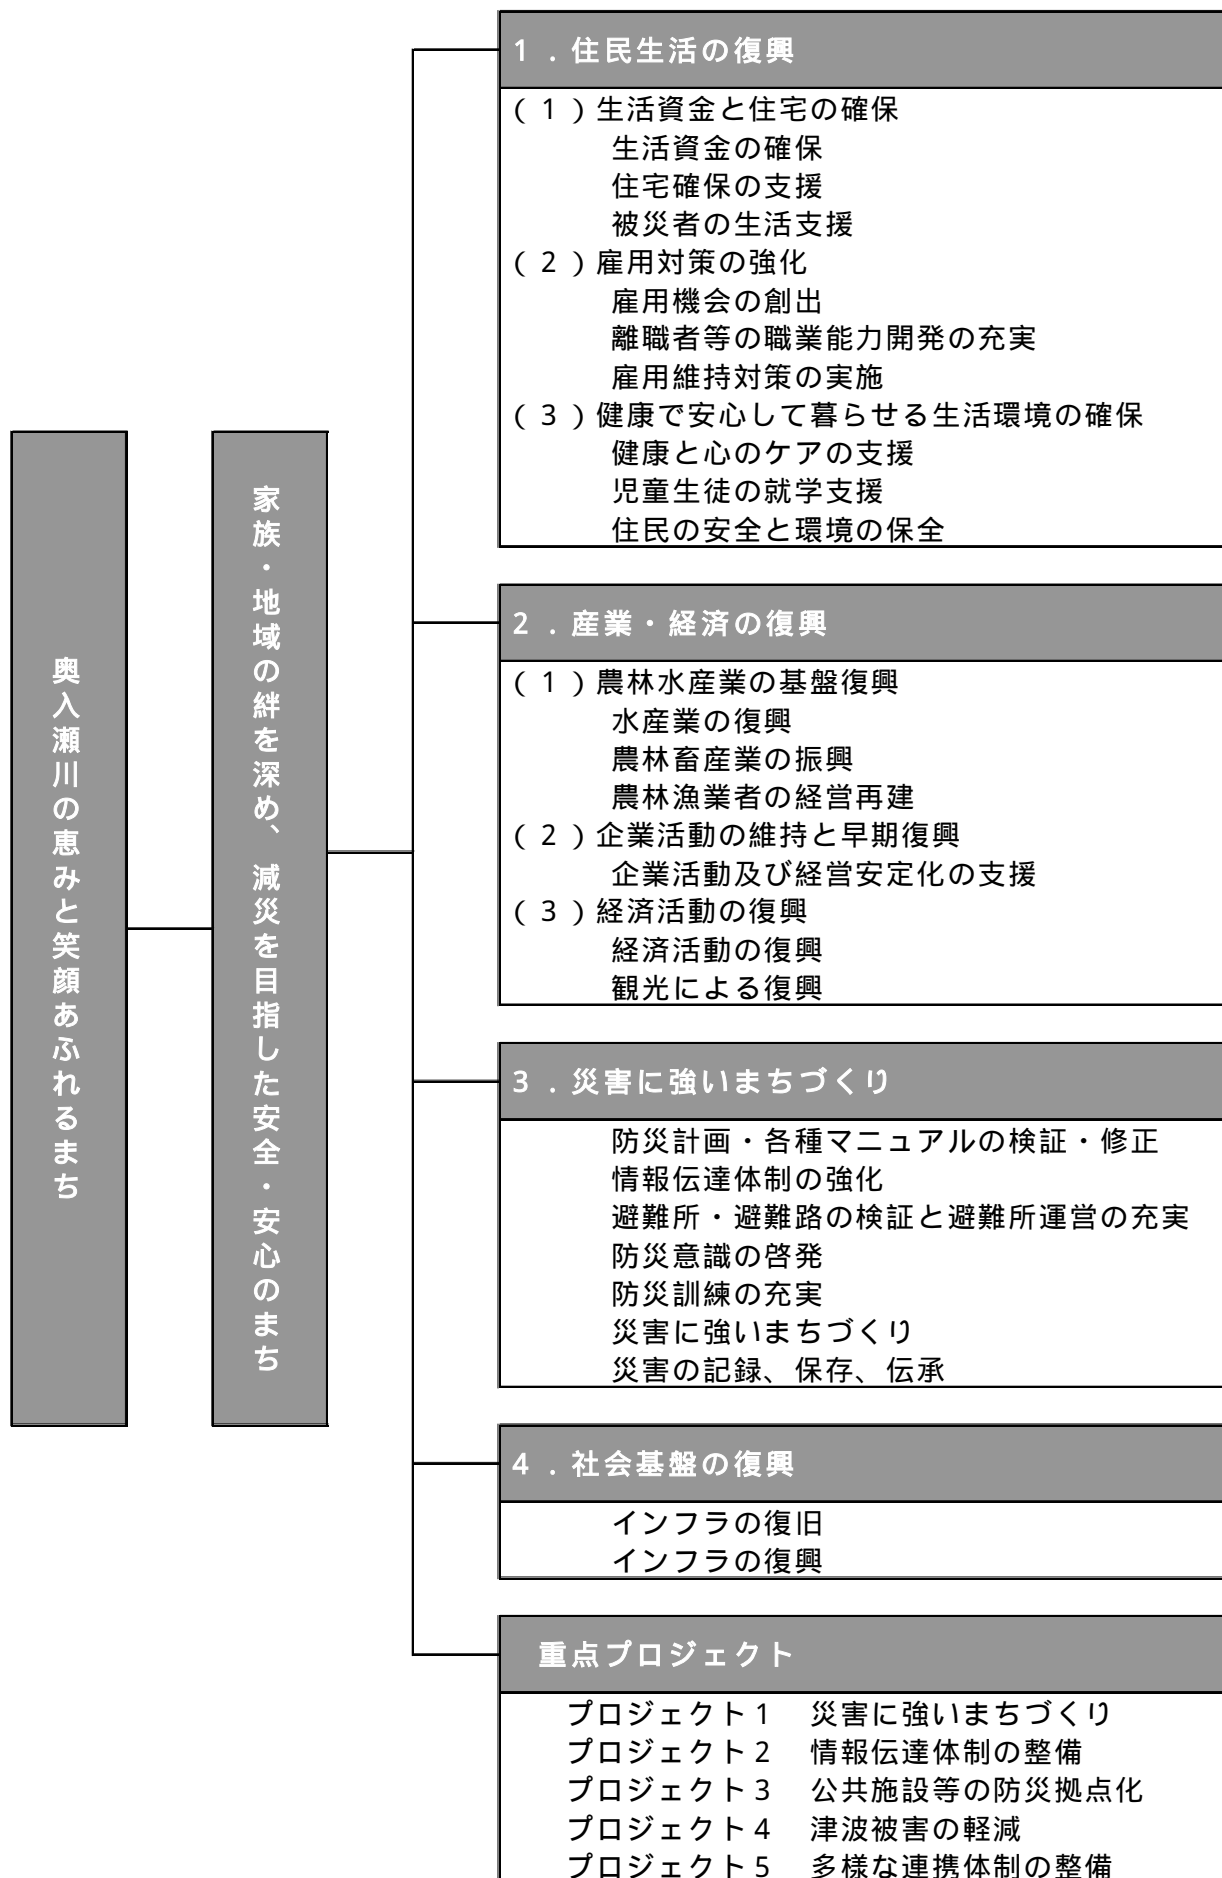 奥入瀬川の恵みと笑顔あふれるまち
家族・地域の絆を深め、減災を目指した安全・安心のまち
1．住民生活の復興
(1)生活資金と住宅の確保
生活資金の確保
住宅確保の支援
被災者の生活支援
(2)雇用対策の強化
雇用機会の創出
離職者等の職業能力開発の充実
雇用維持対策の実施
(3)健康で安心して暮らせる生活環境の確保
健康と心のケアの支援
児童生徒の就学支援
住民の安全と環境の保全
2．産業・経済の復興
(1)農林水産業の基盤復興
水産業の復興
農林畜産業の振興
農林漁業者の経営再建
(2)企業活動の維持と早期復興
企業活動及び経営安定化の支援
(3)経済活動の復興
経済活動の復興
観光による復興
3．災害に強いまちづくり
防災計画・各種マニュアルの検証・修正
情報伝達体制の強化
避難所・避難路の検証と避難所運営の充実
防災意識の啓発
防災訓練の充実
災害に強いまちづくり
災害の記録、保存、伝承
4．社会基盤の復興
インフラの復旧
インフラの復興
重点プロジェクト
プロジェクト1　災害に強いまちづくり
プロジェクト2　情報伝達体制の整備
プロジェクト3　公共施設等の防災拠点化
プロジェクト4　津波被害の軽減
プロジェクト5　多様な連携体制の整備